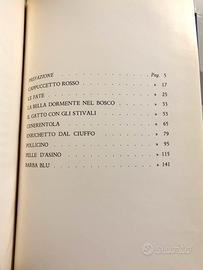 PREFAZIONE Pag. 5
CAPPUCCETTO ROSSO » 17
LE FATE » 25
LA BELLA DORMENTE NEL BOSCO » 33
IL GATTO CON GLI STIVALI » 53
CENERENTOLA » 65
ENRICHETTO DAL CIUFFO » 79
POLLICINO » 95
PELLE D'ASINO » 115
BARBA BLU » 141
subito